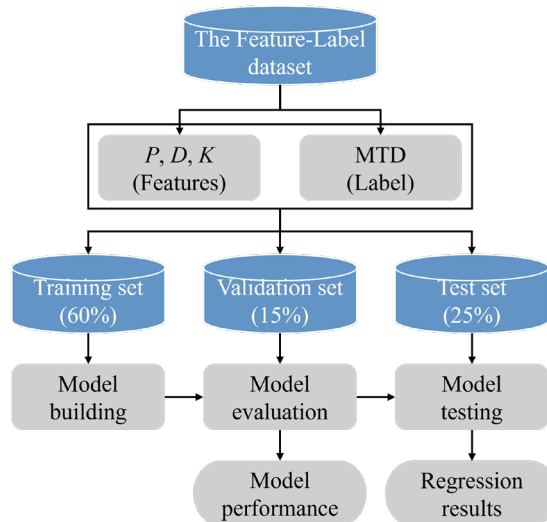 The Feature-Label
dataset
P, D, K
(Features)
MTD
(Label)
Training set
(60%)
Validation set
(15%)
Test set
(25%)
Model
building
Model
evaluation
Model
testing
Model
performance
Regression
results